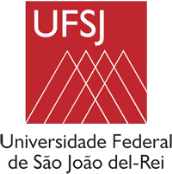 UFSJ
Universidade Federal
de São João del-Rei